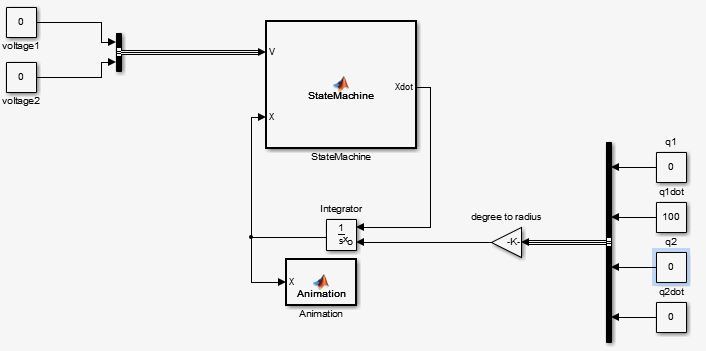 0
voltage1
0
voltage2
V
X
StateMachine
Xdot
StateMachine
Integrator
1
s
xo
degree to radius
-K-
X
Animation
Animation
q1
0
q1dot
100
q2
0
q2dot
0